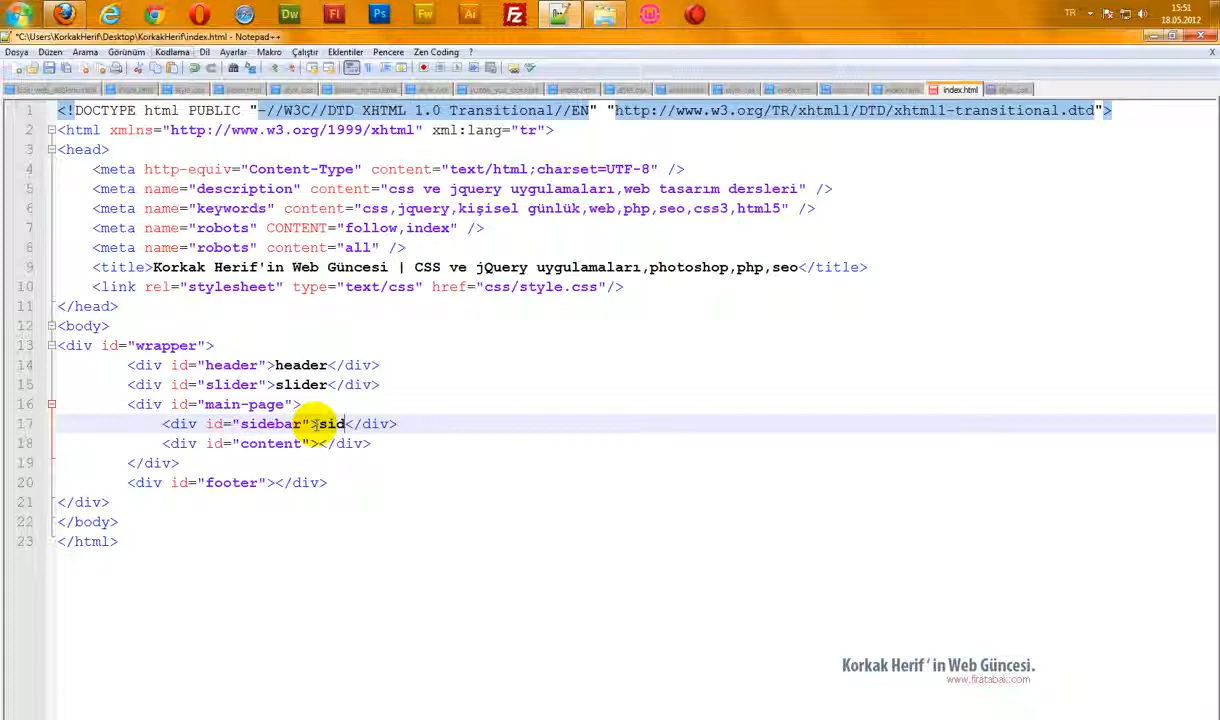 Dw Fl Ps Fw Ai Fz
TR
15:51
18.05.2012
*C:\Users\KorkakHerif\Desktop\KorkakHerif\index.html - Notepad++
Dosya Düzen Arama Görünüm Kodlama Dil Ayarlar Makro Çalıştır Eklentiler Pencere Zen Coding ? X
index.html
1 <!DOCTYPE html PUBLIC "-//W3C//DTD XHTML 1.0 Transitional//EN" "http://www.w3.org/TR/xhtml1/DTD/xhtml1-transitional.dtd">
2 <html xmlns="http://www.w3.org/1999/xhtml" xml:lang="tr">
3 <head>
4 <meta http-equiv="Content-Type" content="text/html;charset=UTF-8" />
5 <meta name="description" content="css ve jquery uygulamaları,web tasarım dersleri" />
6 <meta name="keywords" content="css,jquery,kişisel günlük,web,php,seo,css3,html5" />
7 <meta name="robots" CONTENT="follow,index" />
8 <meta name="robots" content="all" />
9 <title>Korkak Herif'in Web Güncesi | CSS ve jQuery uygulamaları,photoshop,php,seo</title>
10 <link rel="stylesheet" type="text/css" href="css/style.css"/>
11 </head>
12 <body>
13 <div id="wrapper">
14 <div id="header">header</div>
15 <div id="slider">slider</div>
16 <div id="main-page">
17 <div id="sidebar">sid</div>
18 <div id="content"></div>
19 </div>
20 <div id="footer"></div>
21 </div>
22 </body>
23 </html>
Korkak Herif ' in Web Güncesi.
www.firatabak.com